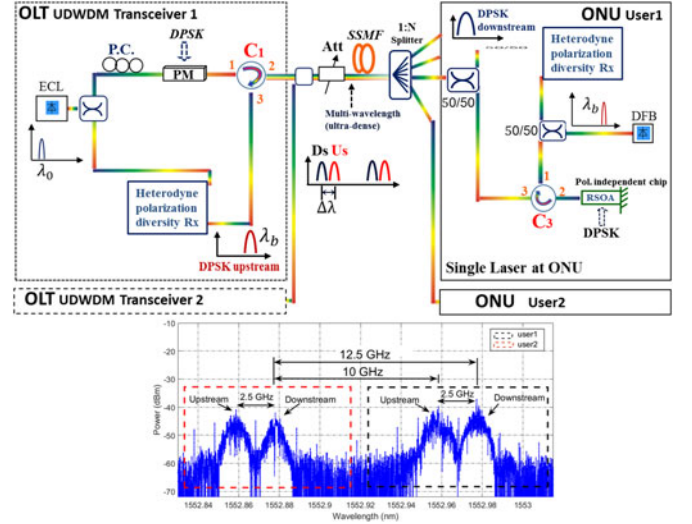 OLT UDWDM Transceiver 1
DPSK
P.C.
PM
C1
1
2
3
ECL
λ0
Heterodyne
polarization
diversity Rx
λb
DPSK upstream
Att
SSMF
1:N
Splitter
Multi-wavelength
(ultra-dense)
Ds Us
Δλ
ONU User1
DPSK
downstream
50/50
Heterodyne
polarization
diversity Rx
λb
DFB
50/50
1
3
2
Pol. independent chip
RSOA
C3
DPSK
Single Laser at ONU
OLT UDWDM Transceiver 2
ONU User2
-10
-20
-30
-40
-50
-60
-70
Power (dBm)
user1
user2
12.5 GHz
10 GHz
Upstream
2.5 GHz
Downstream
Upstream
2.5 GHz
Downstream
1552.84
1552.86
1552.88
1552.9
1552.92
1552.94
1552.96
1552.98
1553
Wavelength (nm)